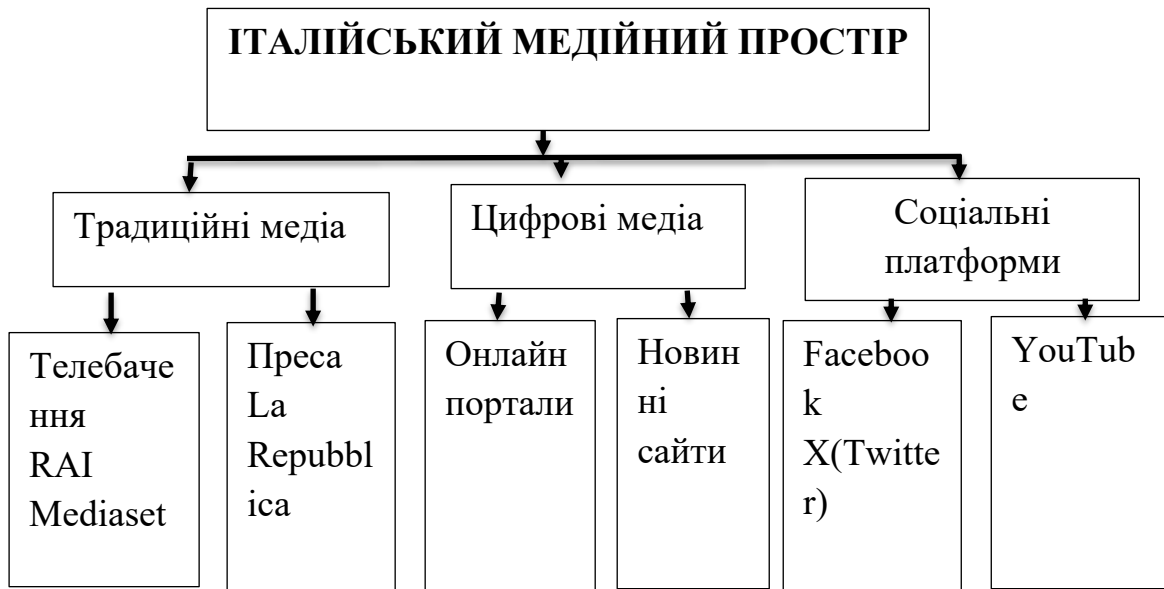 ІТАЛІЙСЬКИЙ МЕДІЙНИЙ ПРОСТІР
Традиційні медіа
Цифрові медіа
Соціальні
платформи
Телебаче
ння
RAI
Mediaset
Преса
La
Repubbl
ica
Онлайн
портали
Новин
ні
сайти
Faceboo
k
X(Twitte
r)
YouTub
e